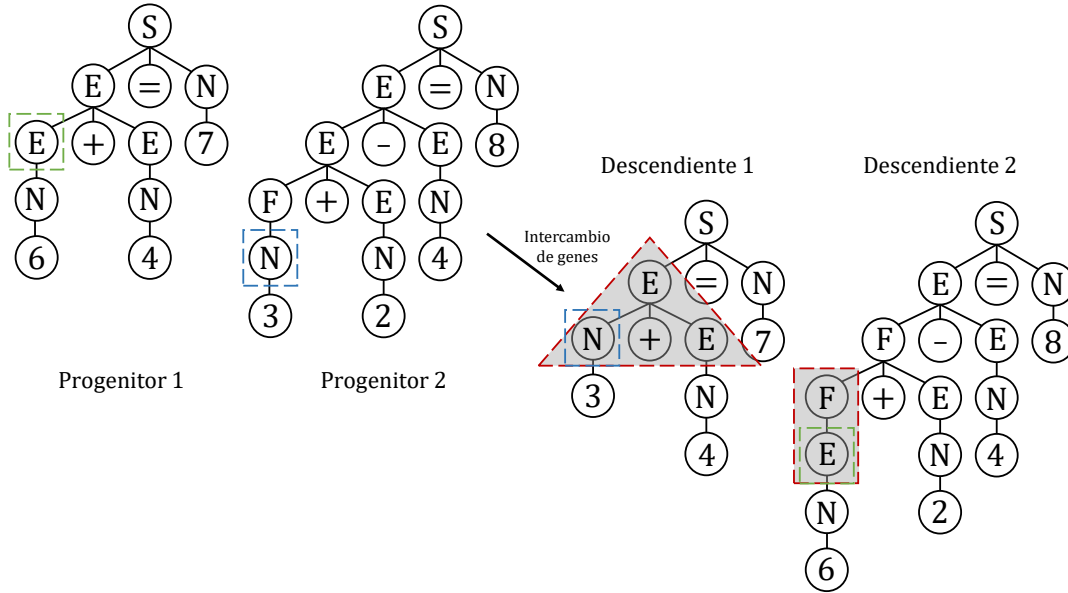 S
E = N
E + E 7
N N
6 4
Progenitor 1
S
E = N
E – E 8
F + E N
N N 4
3 2
Progenitor 2
Intercambio
de genes
Descendiente 1
S
E = N
N + E 7
3 N
4
Descendiente 2
S
E = N
F – E 8
F + E N
E N 4
N 2
6